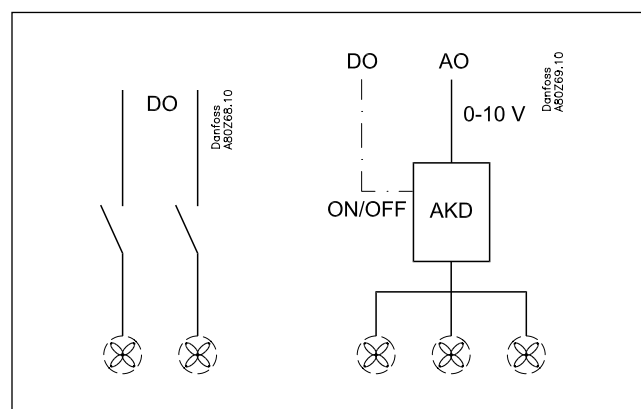 DO
Danfoss
A80Z68.10
DO
AO
Danfoss
A80Z69.10
0-10 V
ON/OFF
AKD